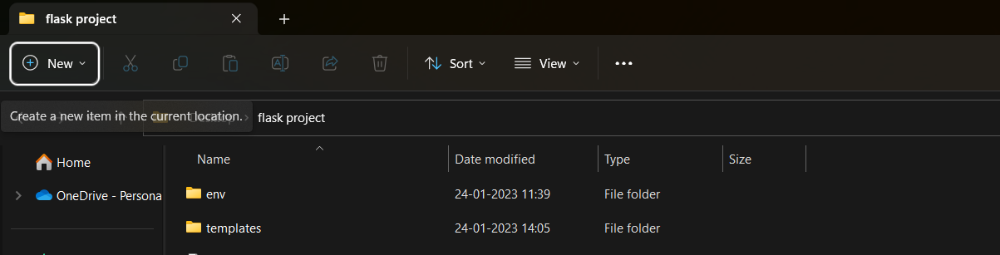 flask project
New
Sort
View
Create a new item in the current location.
flask project
Home
OneDrive - Persona
Name
Date modified
Type
Size
env
24-01-2023 11:39
File folder
templates
24-01-2023 14:05
File folder